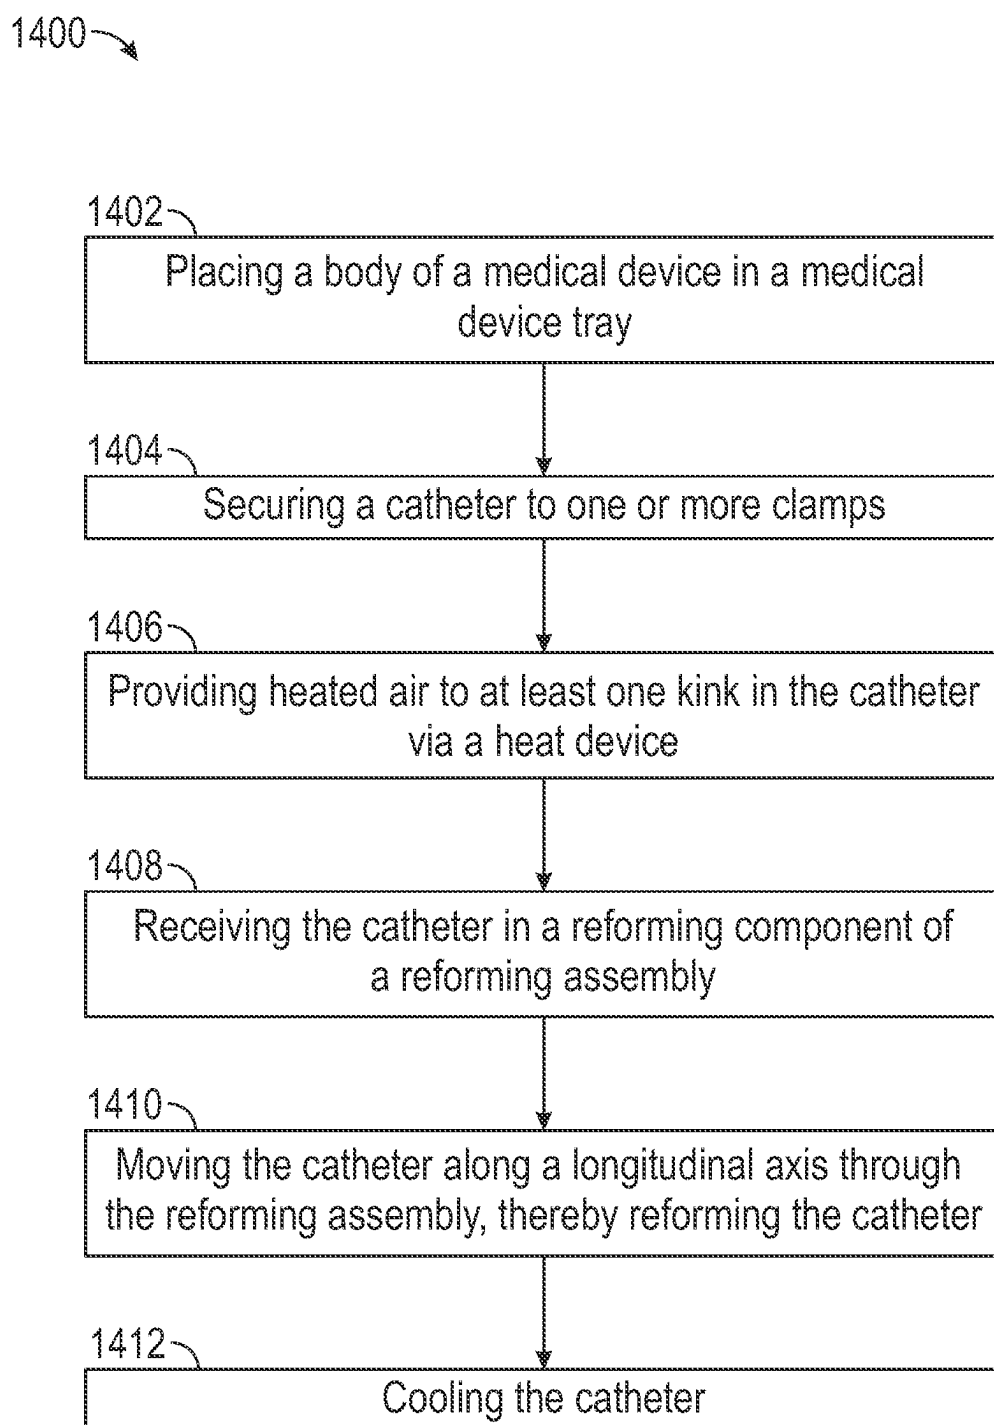 1400
1402
Placing a body of a medical device in a medical
device tray
1404
Securing a catheter to one or more clamps
1406
Providing heated air to at least one kink in the catheter
via a heat device
1408
Receiving the catheter in a reforming component of
a reforming assembly
1410
Moving the catheter along a longitudinal axis through
the reforming assembly, thereby reforming the catheter
1412
Cooling the catheter